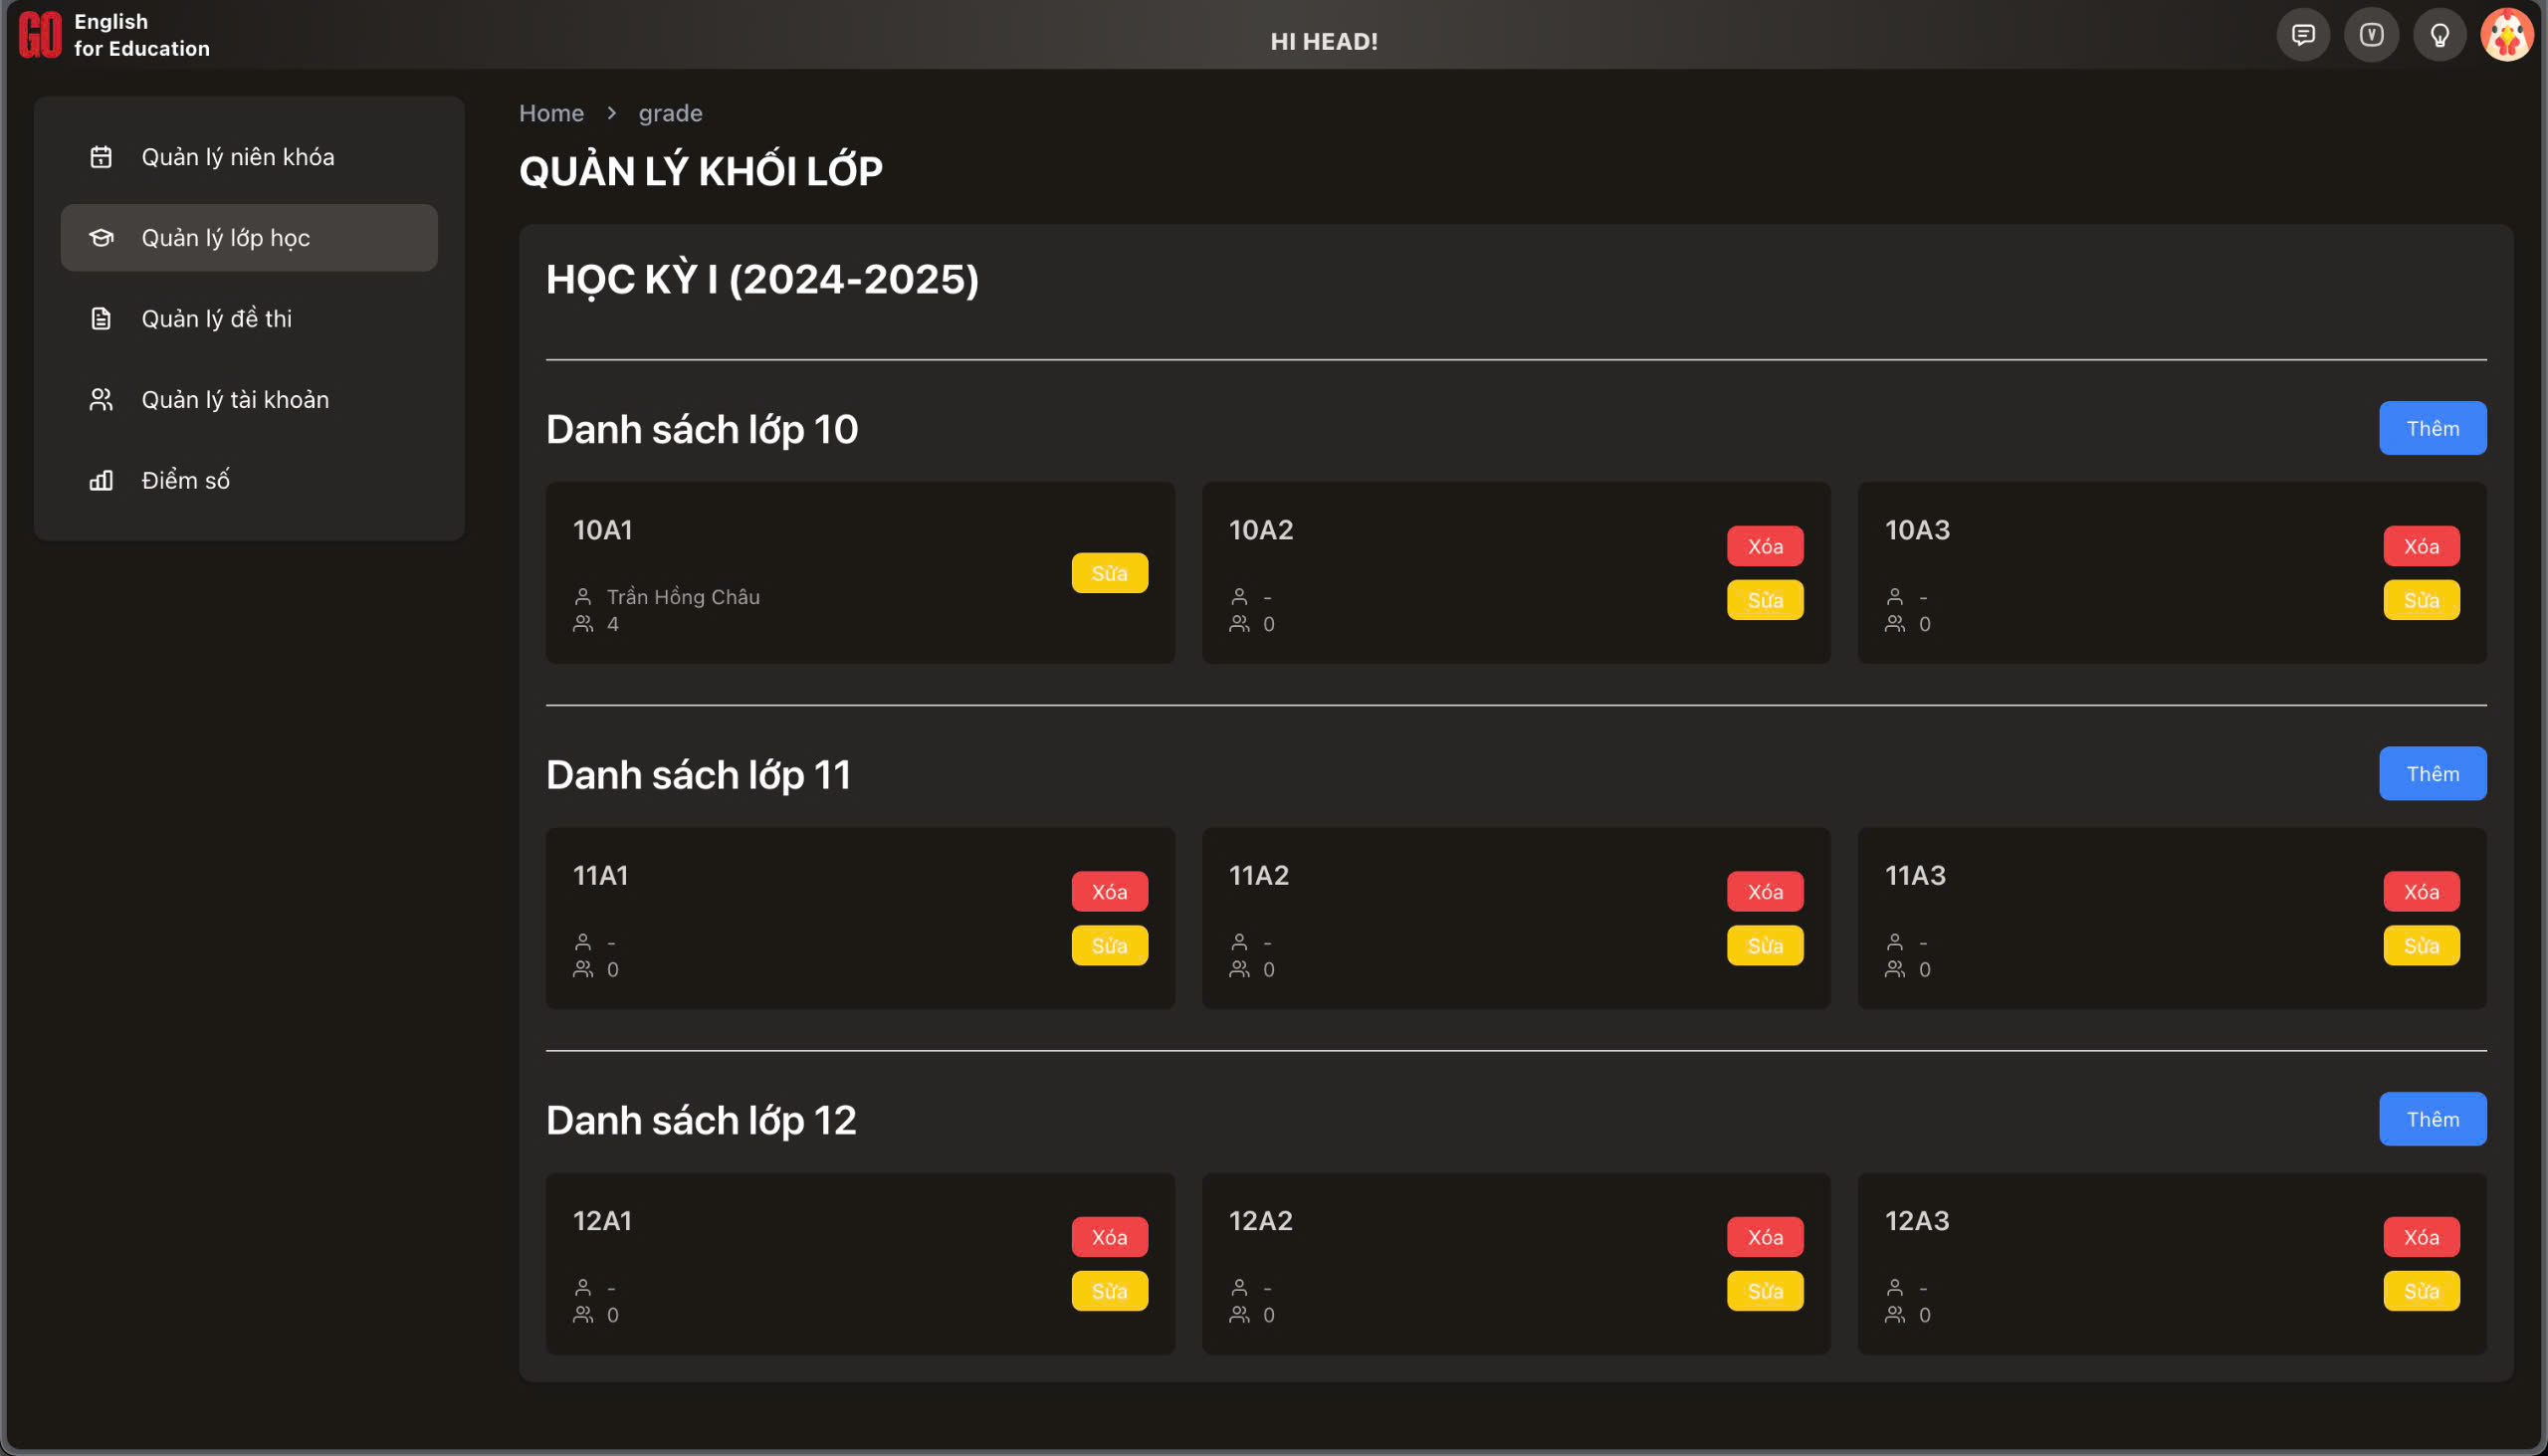 GO English
for Education
HI HEAD!
V
Quản lý niên khóa
Quản lý lớp học
Quản lý đề thi
Quản lý tài khoản
Điểm số
Home > grade
QUẢN LÝ KHỐI LỚP
HỌC KỲ I (2024-2025)
Danh sách lớp 10
Thêm
10A1
Trần Hồng Châu
4
Sửa
10A2
-
0
Xóa
Sửa
10A3
-
0
Xóa
Sửa
Danh sách lớp 11
Thêm
11A1
-
0
Xóa
Sửa
11A2
-
0
Xóa
Sửa
11A3
-
0
Xóa
Sửa
Danh sách lớp 12
Thêm
12A1
-
0
Xóa
Sửa
12A2
-
0
Xóa
Sửa
12A3
-
0
Xóa
Sửa